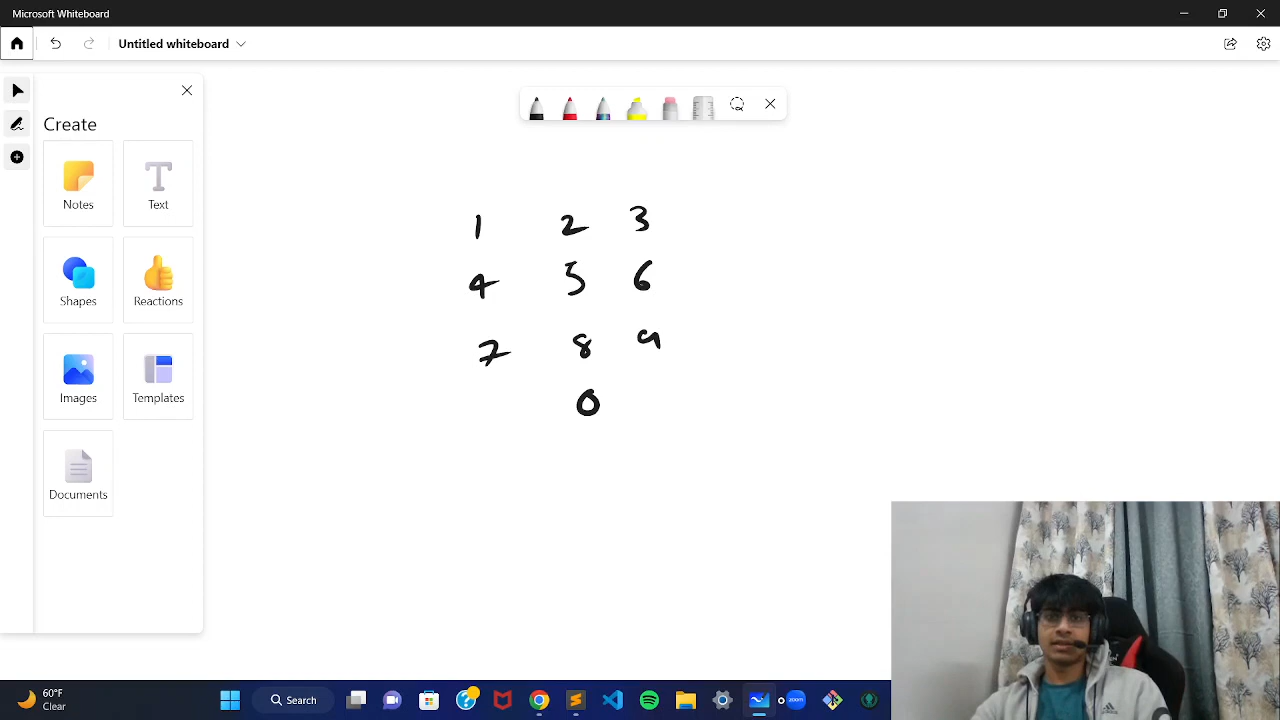 Microsoft Whiteboard
Untitled whiteboard
Create
Notes Text
Shapes Reactions
Images Templates
Documents
1 2 3
4 5 6
7 8 9
0
60°F
Clear
Search
zoom